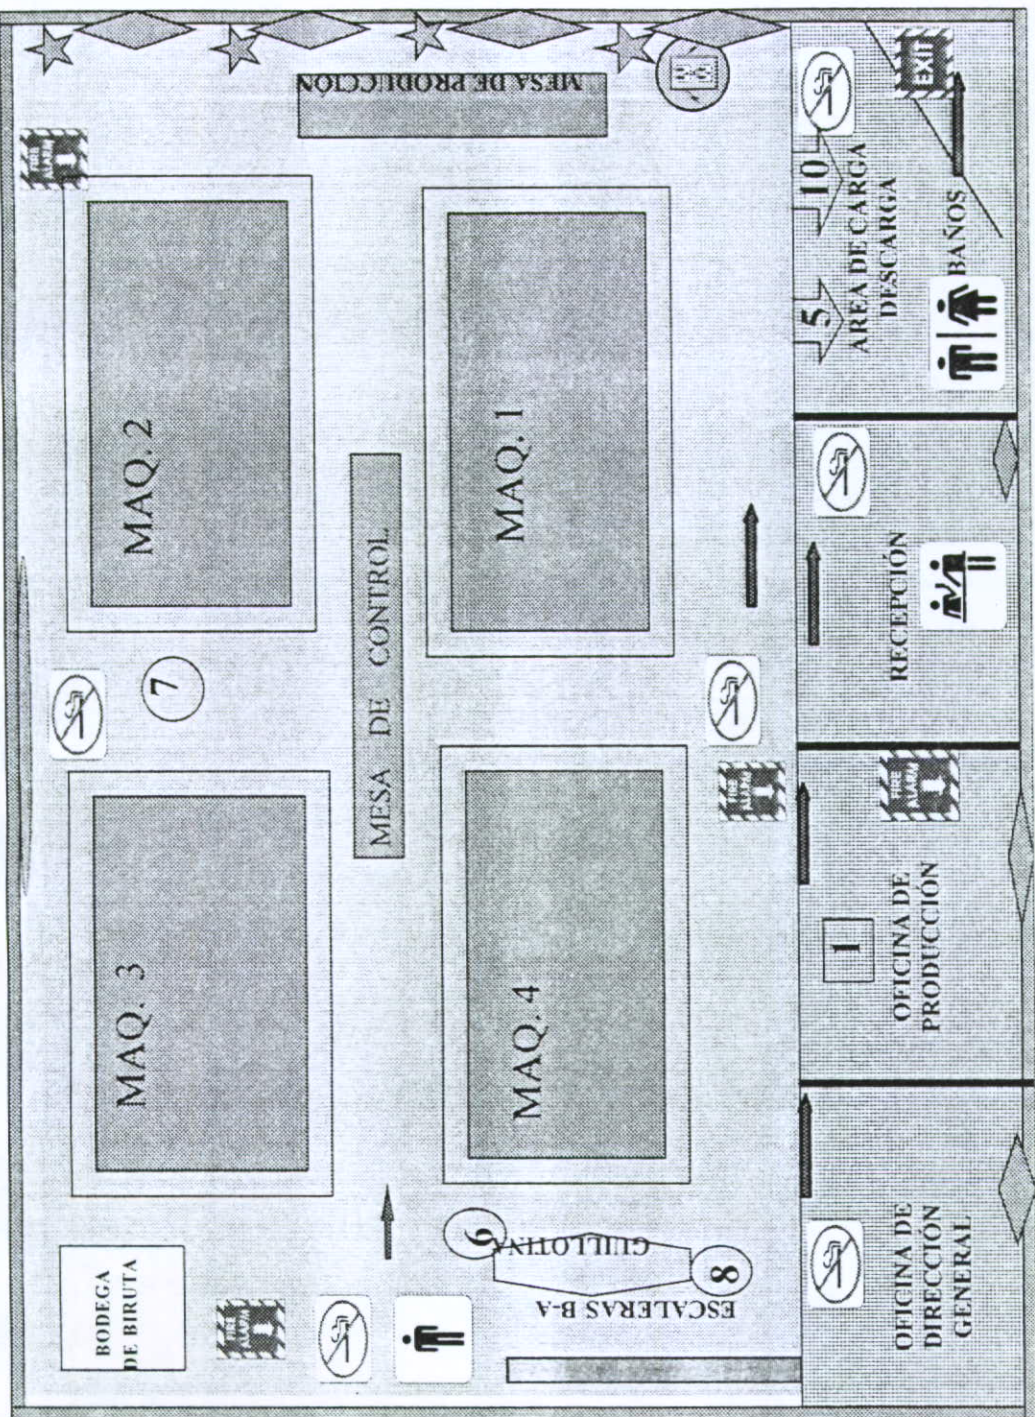 BODEGA
DE BIRUTA
MAQ. 3
7
MAQ. 2
MESA DE CONTROL
MAQ. 4
MAQ. 1
MESA DE PRODUCCIÓN
6
GUILLOTINA
8
ESCALERAS B-A
OFICINA DE
DIRECCIÓN
GENERAL
1
OFICINA DE
PRODUCCIÓN
RECEPCIÓN
5
10
AREA DE CARGA
DESCARGA
BAÑOS
EXIT